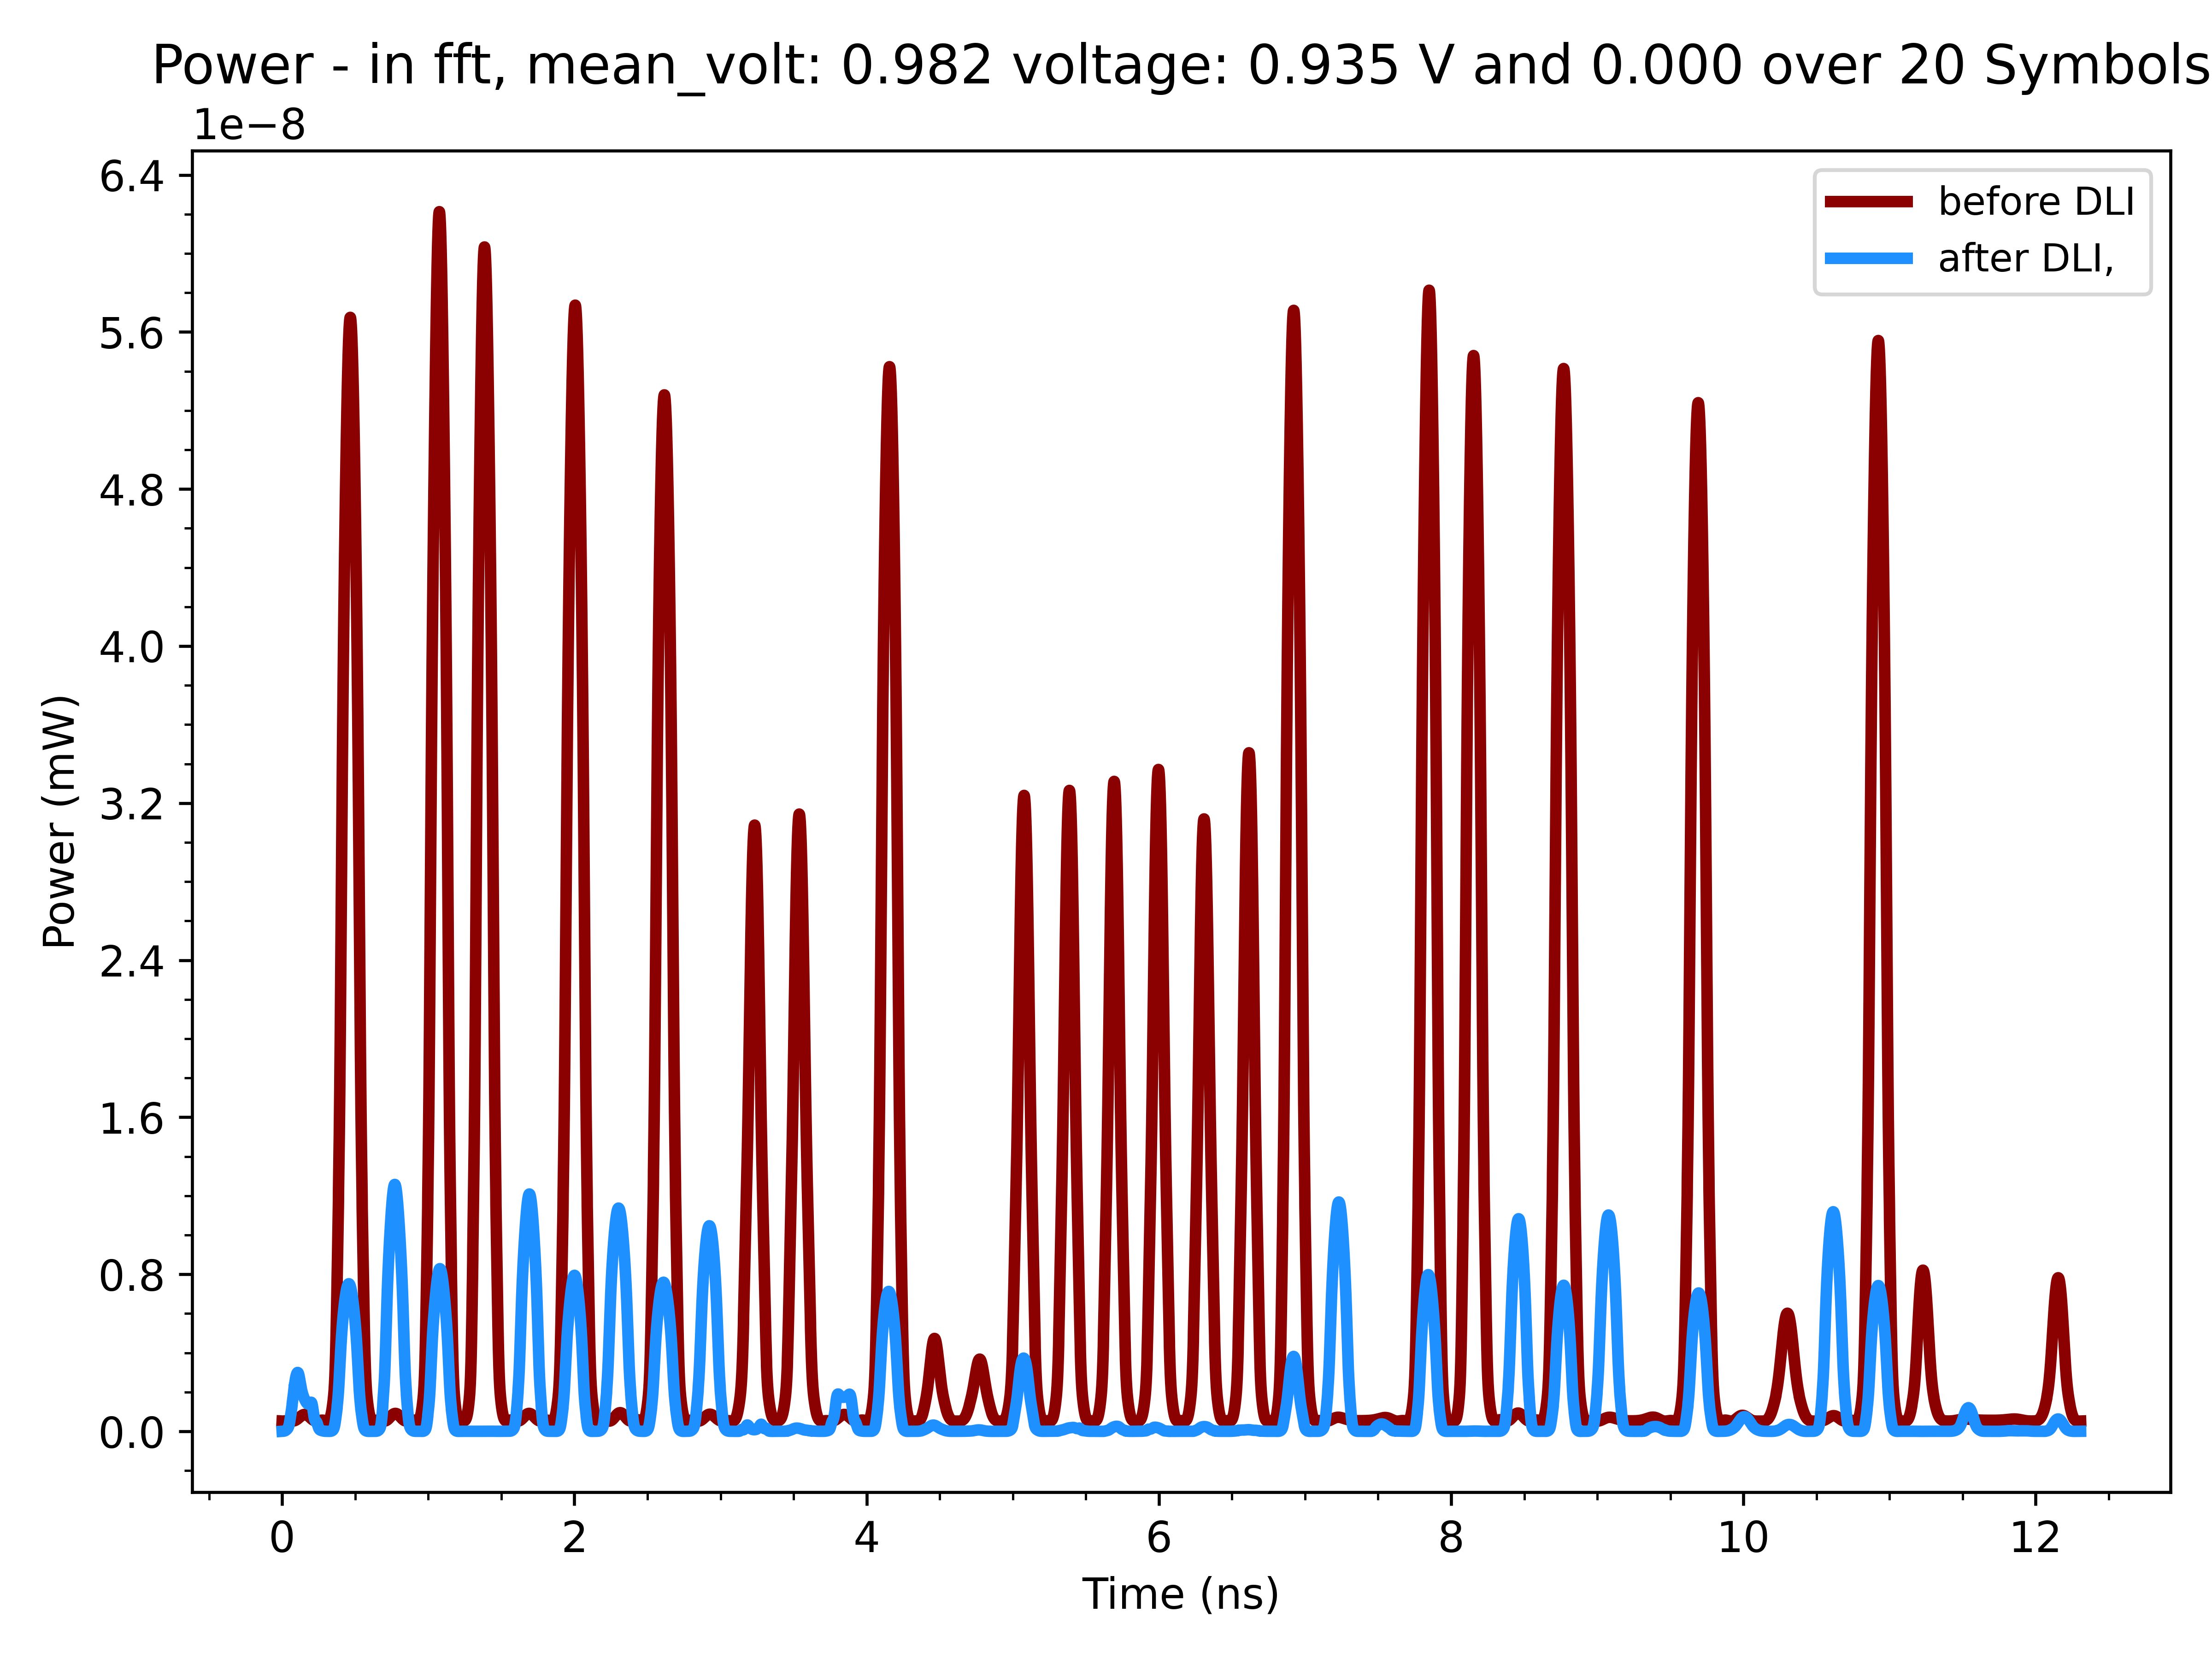 Power - in fft, mean_volt: 0.982 voltage: 0.935 V and 0.000 over 20 Symbols
1e−8
6.4
5.6
4.8
4.0
3.2
2.4
1.6
0.8
0.0
Power (mW)
before DLI
after DLI,
0 2 4 6 8 10 12
Time (ns)